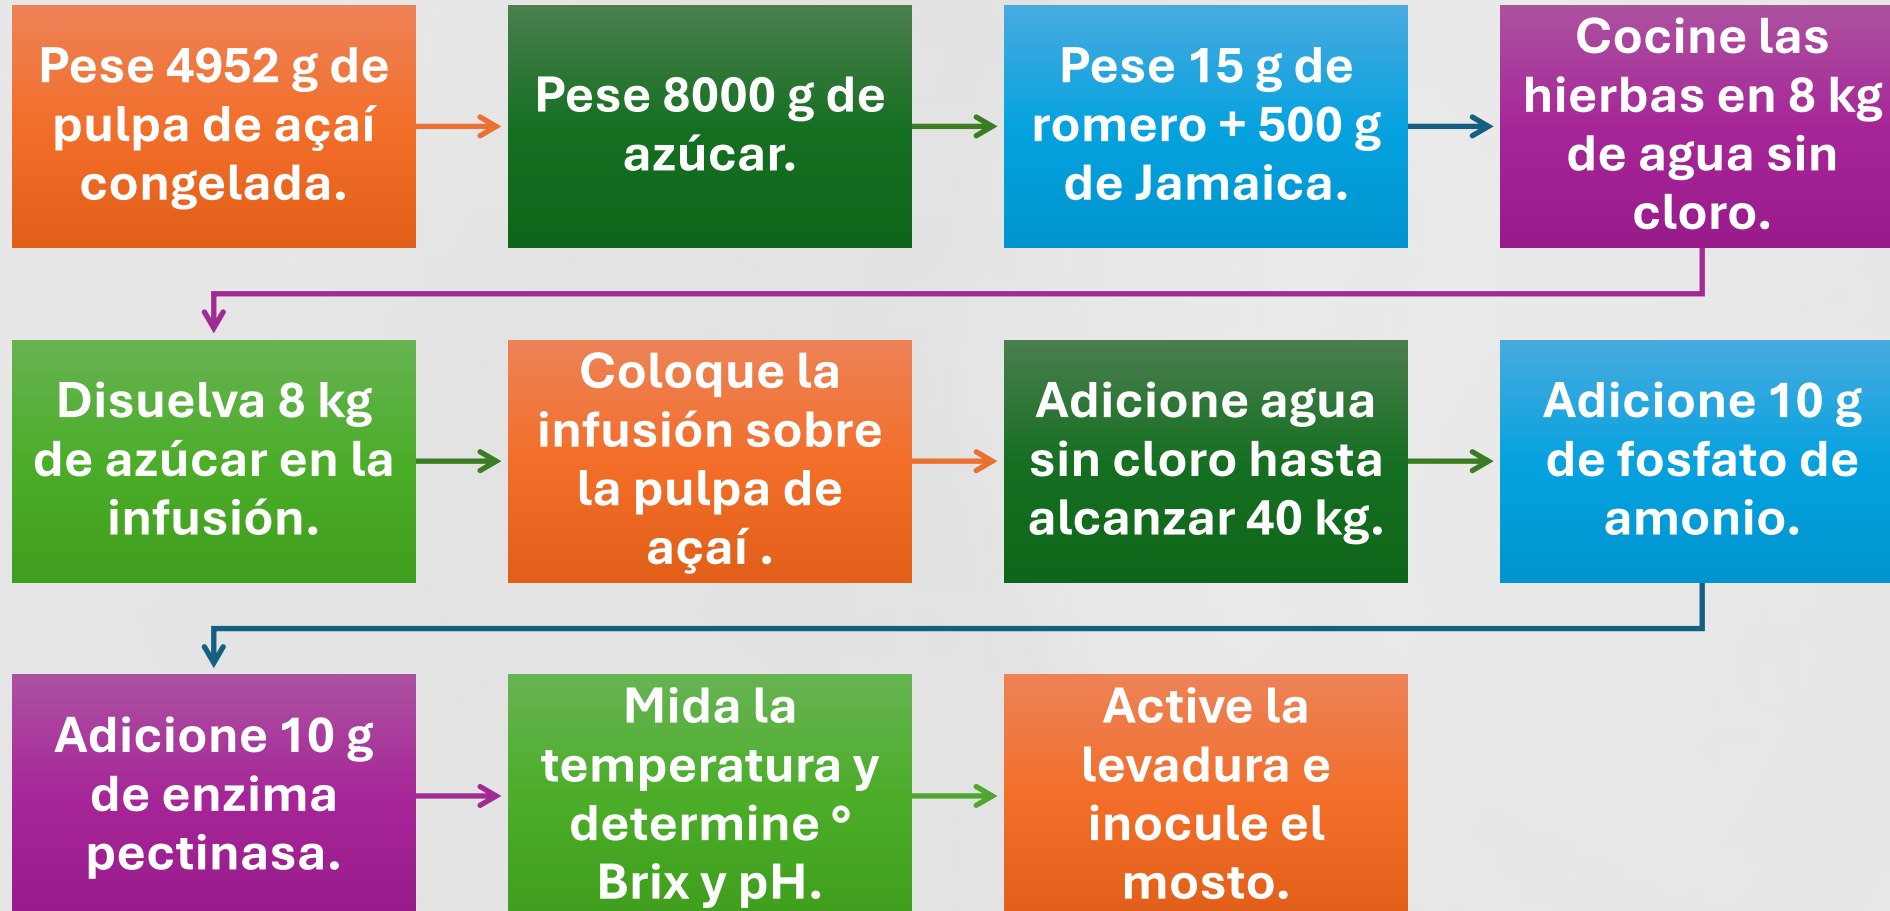 Pese 4952 g de
pulpa de açaí
congelada.
Pese 8000 g de
azúcar.
Pese 15 g de
romero + 500 g
de Jamaica.
Cocine las
hierbas en 8 kg
de agua sin
cloro.
Disuelva 8 kg
de azúcar en la
infusión.
Coloque la
infusión sobre
la pulpa de
açaí .
Adicione agua
sin cloro hasta
alcanzar 40 kg.
Adicione 10 g
de fosfato de
amonio.
Adicione 10 g
de enzima
pectinasa.
Mida la
temperatura y
determine °
Brix y pH.
Active la
levadura e
inocule el
mosto.